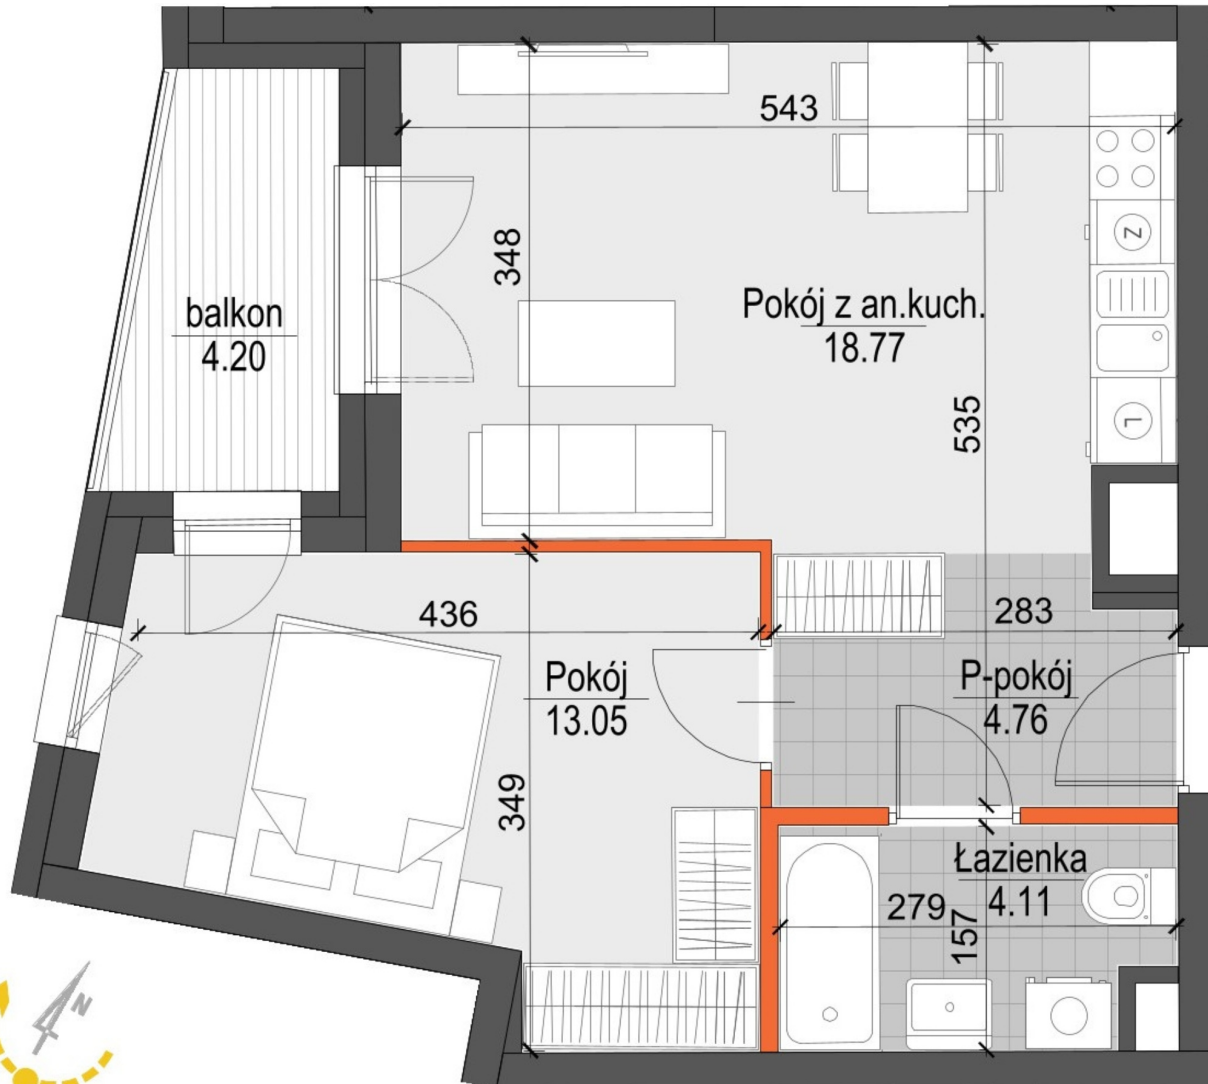 543
348
Z
balkon
4.20
Pokój z an.kuch.
18.77
535
L
436
283
Pokój
13.05
P-pokój
4.76
349
Łazienka
4.11
279
157
N